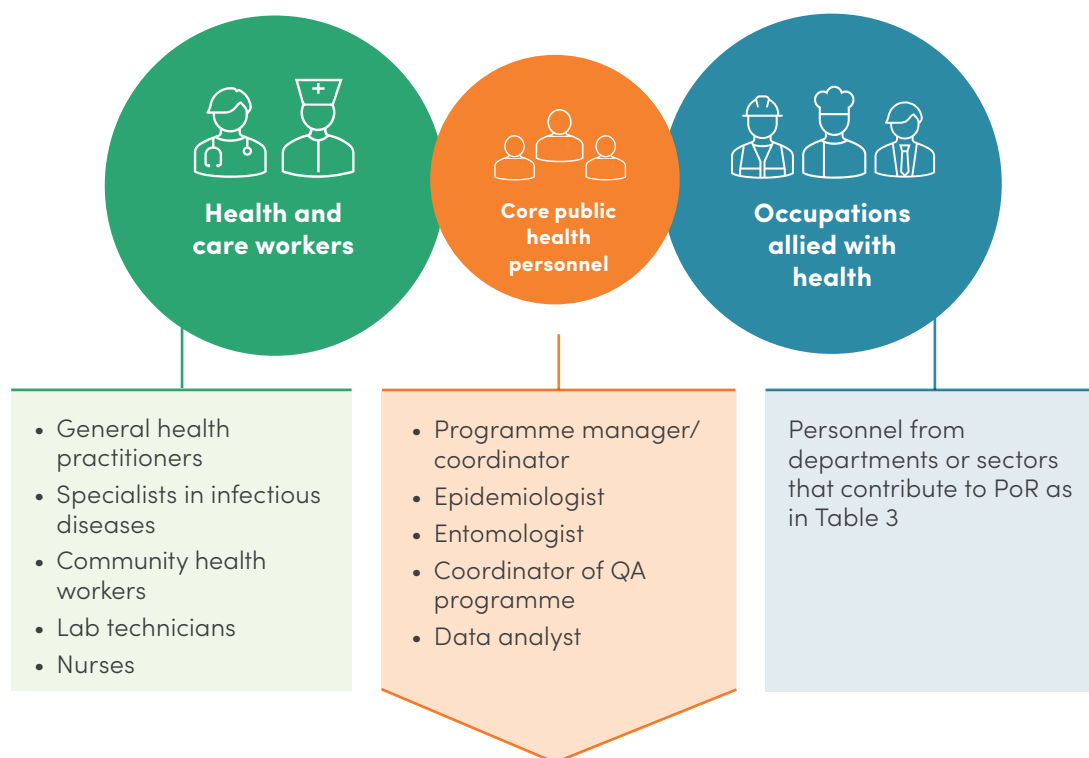 Health and
care workers
Core public
health
personnel
Occupations
allied with
health
• General health
practitioners
• Specialists in infectious
diseases
• Community health
workers
• Lab technicians
• Nurses
• Programme manager/
coordinator
• Epidemiologist
• Entomologist
• Coordinator of QA
programme
• Data analyst
Personnel from
departments or sectors
that contribute to PoR as
in Table 3